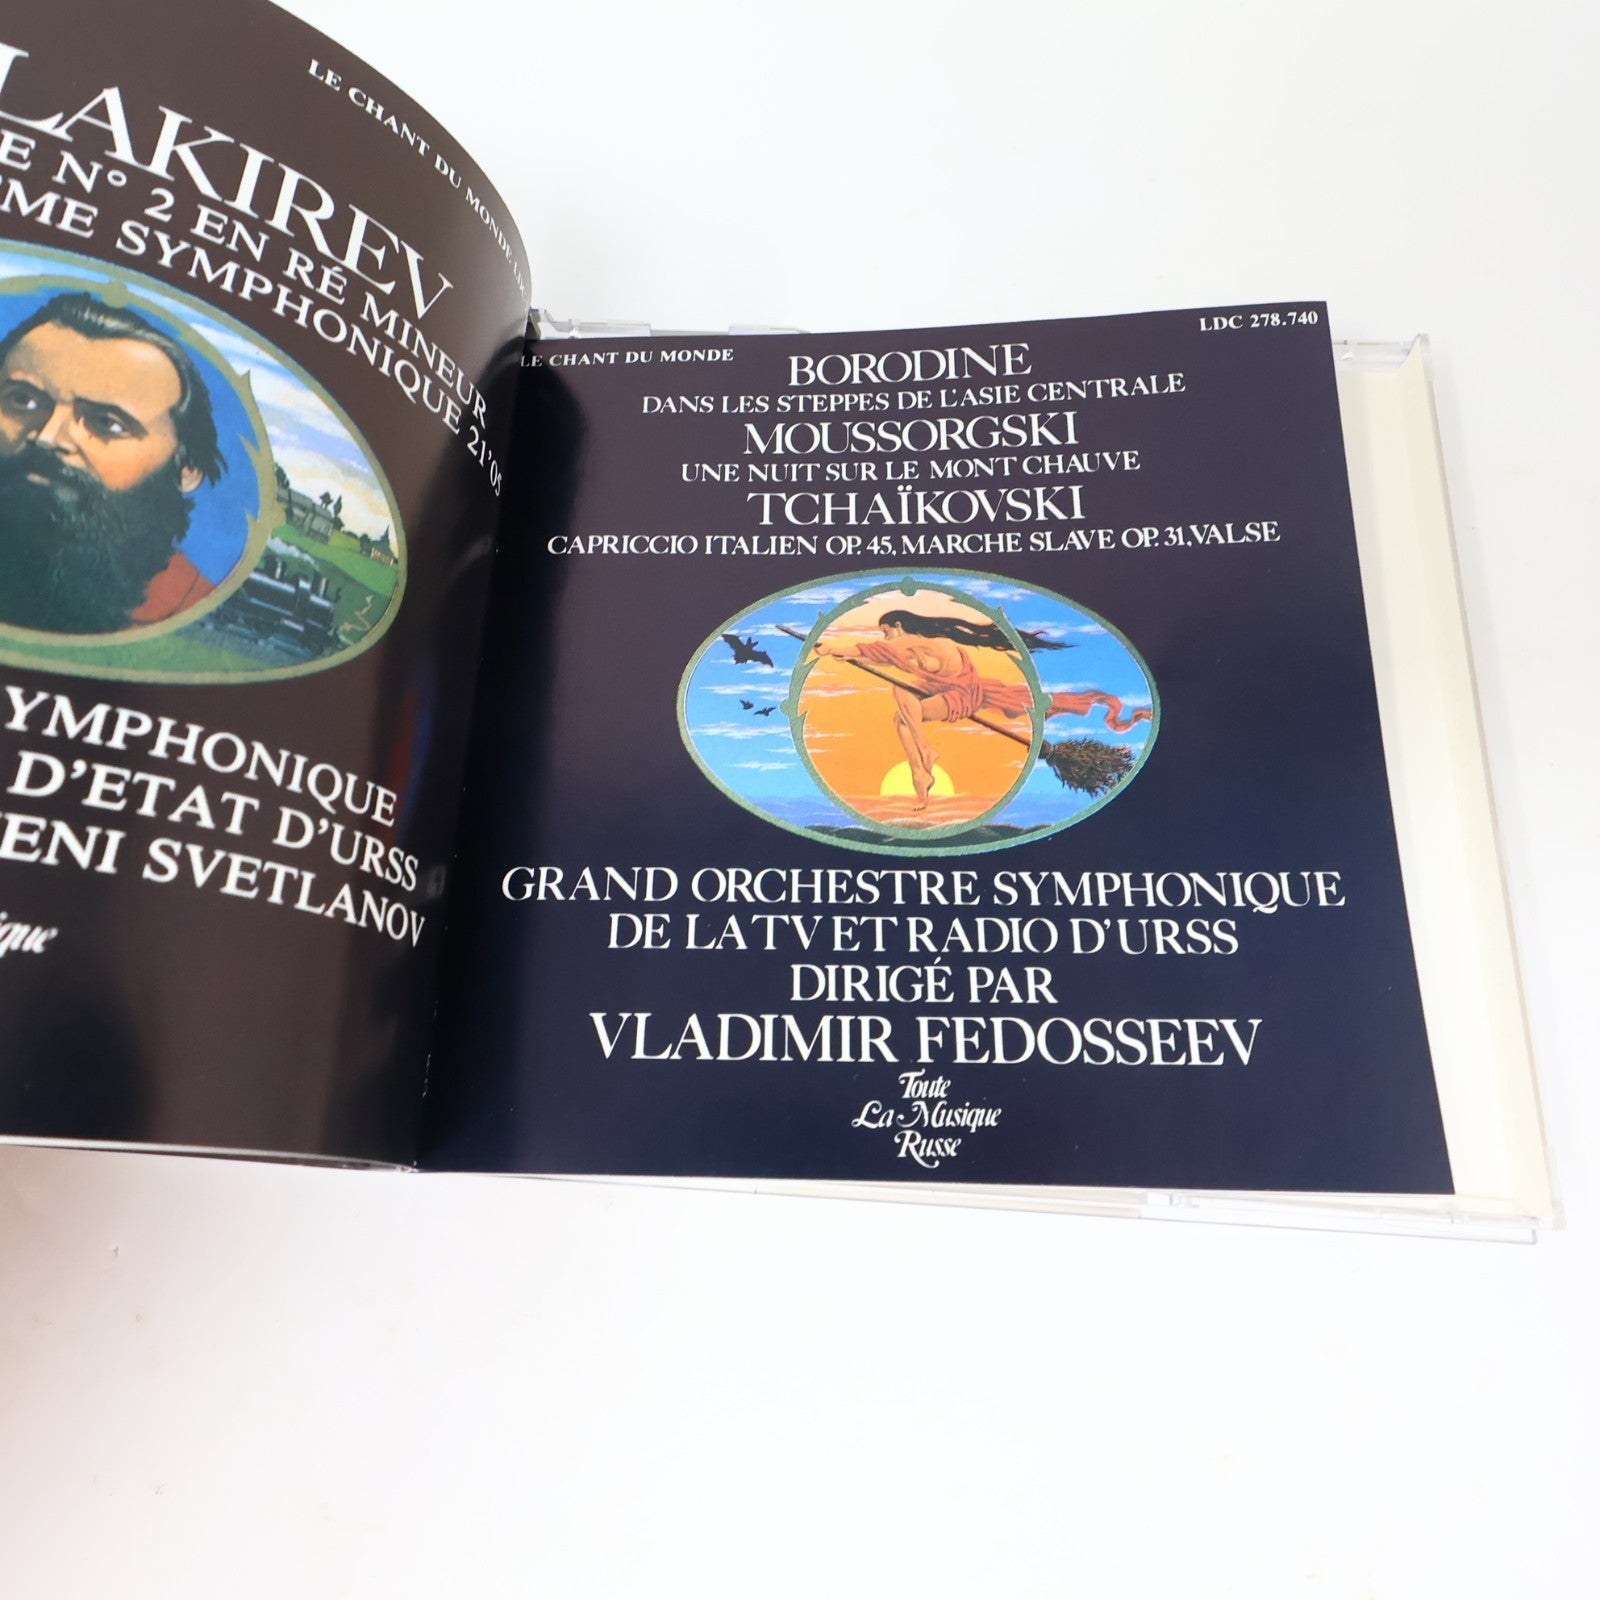 LE CHANT DU MONDE
LAKIREV
E N° 2 EN RÉ MINEUR
ME SYMPHONIQUE 21'05
YMPHONIQUE
D'ETAT D'URSS
ENI SVETLANOV
ique
LE CHANT DU MONDE
LDC 278.740
BORODINE
DANS LES STEPPES DE L'ASIE CENTRALE
MOUSSORGSKI
UNE NUIT SUR LE MONT CHAUVE
TCHAÏKOVSKI
CAPRICCIO ITALIEN OP. 45, MARCHE SLAVE OP. 31, VALSE
GRAND ORCHESTRE SYMPHONIQUE
DE LA TV ET RADIO D'URSS
DIRIGÉ PAR
VLADIMIR FEDOSSEEV
Toute
La Musique
Russe